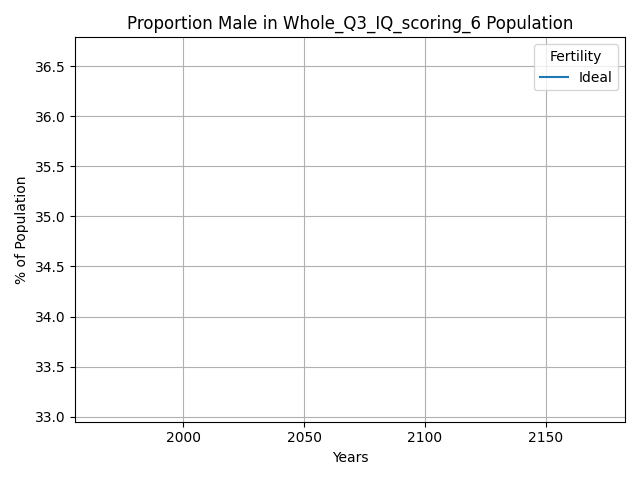 Proportion Male in Whole_Q3_IQ_scoring_6 Population
Fertility
Ideal
36.5
36.0
35.5
35.0
34.5
34.0
33.5
33.0
% of Population
2000 2050 2100 2150
Years